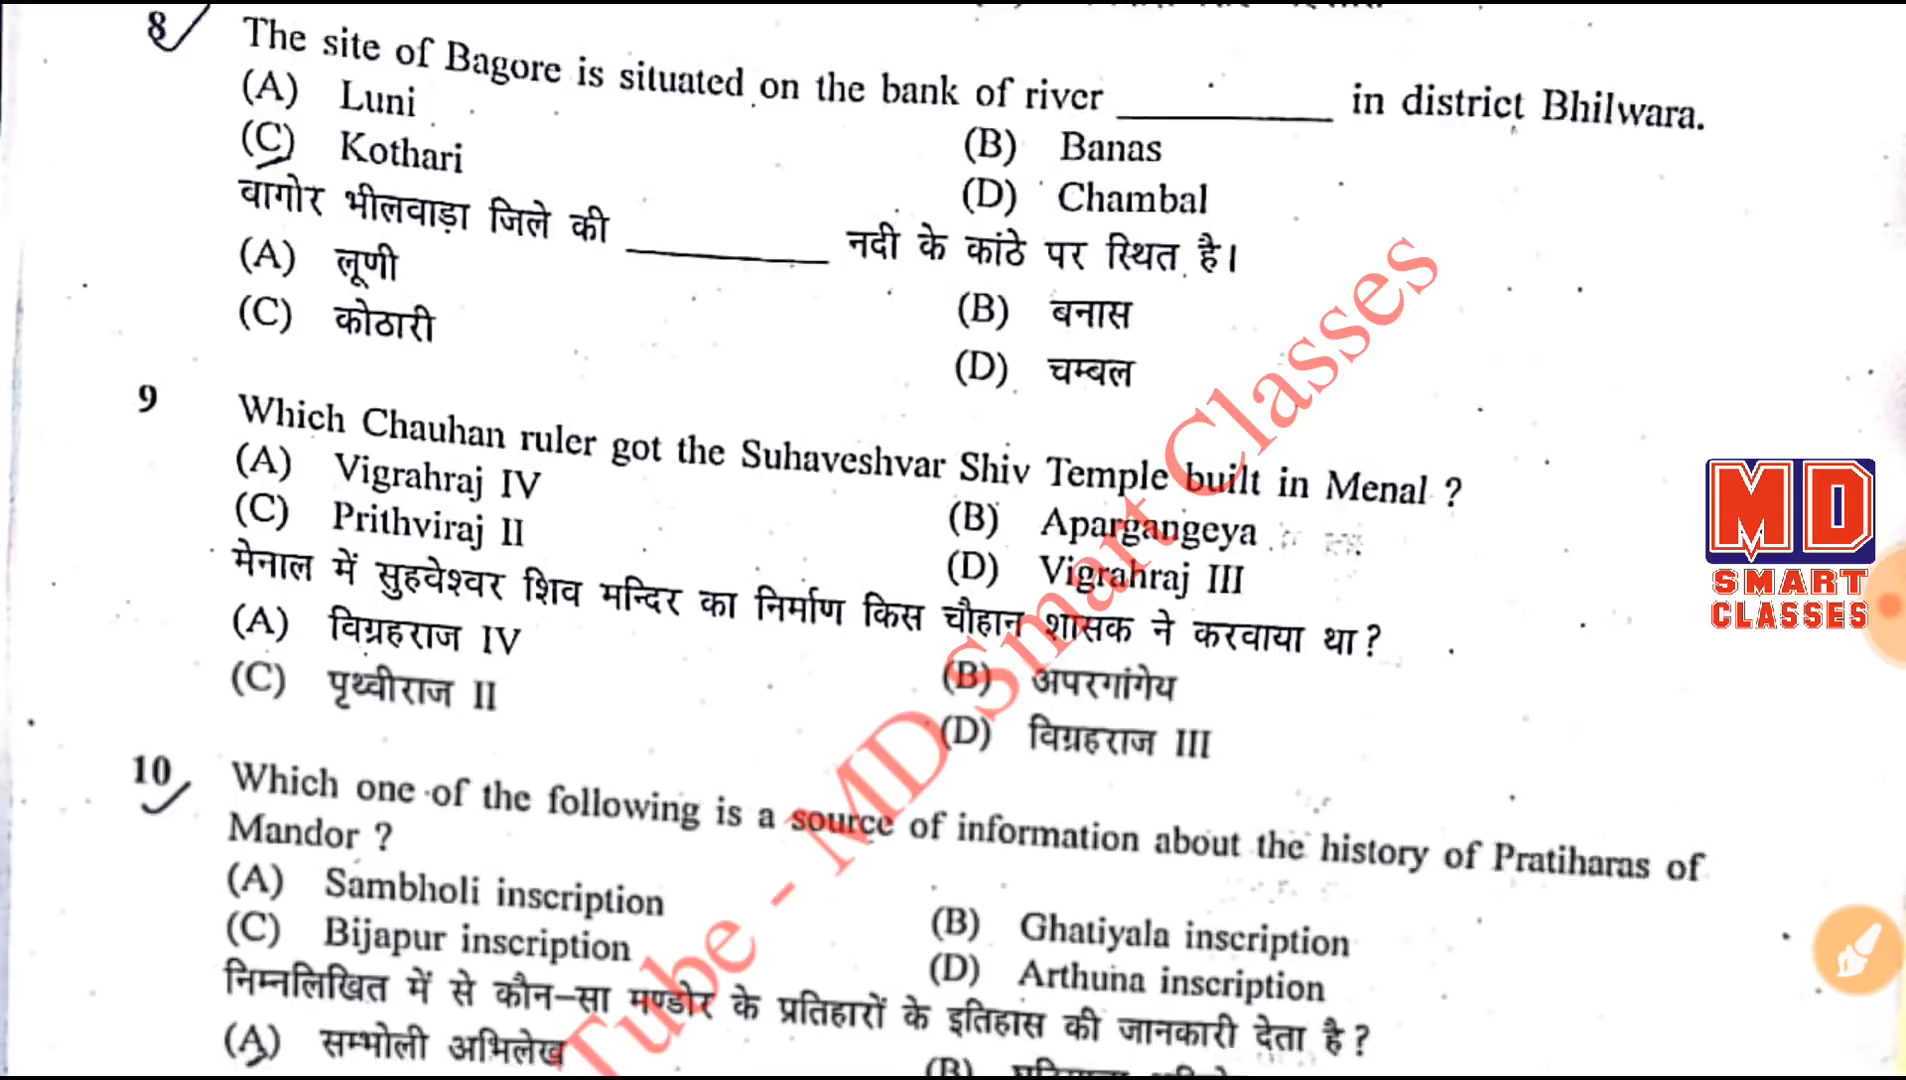 8 The site of Bagore is situated on the bank of river __________ in district Bhilwara.
(A) Luni (B) Banas
(C) Kothari (D) Chambal
वागोर भीलवाड़ा जिले की __________ नदी के कांठे पर स्थित है।
(A) लूणी (B) बनास
(C) कोठारी (D) चम्बल
9 Which Chauhan ruler got the Suhaveshvar Shiv Temple built in Menal ?
(A) Vigrahraj IV (B) Apargangeya
(C) Prithviraj II (D) Vigrahraj III
मेनाल में सुहवेश्वर शिव मन्दिर का निर्माण किस चौहान शासक ने करवाया था?
(A) विग्रहराज IV (B) अपरगांगेय
(C) पृथ्वीराज II (D) विग्रहराज III
10 Which one of the following is a source of information about the history of Pratiharas of
Mandor ?
(A) Sambholi inscription (B) Ghatiyala inscription
(C) Bijapur inscription (D) Arthuna inscription
निम्नलिखित में से कौन-सा मण्डोर के प्रतिहारों के इतिहास की जानकारी देता है?
(A) सम्भोली अभिलेख (B)
Tube - MD Smart Classes
MD
SMART
CLASSES